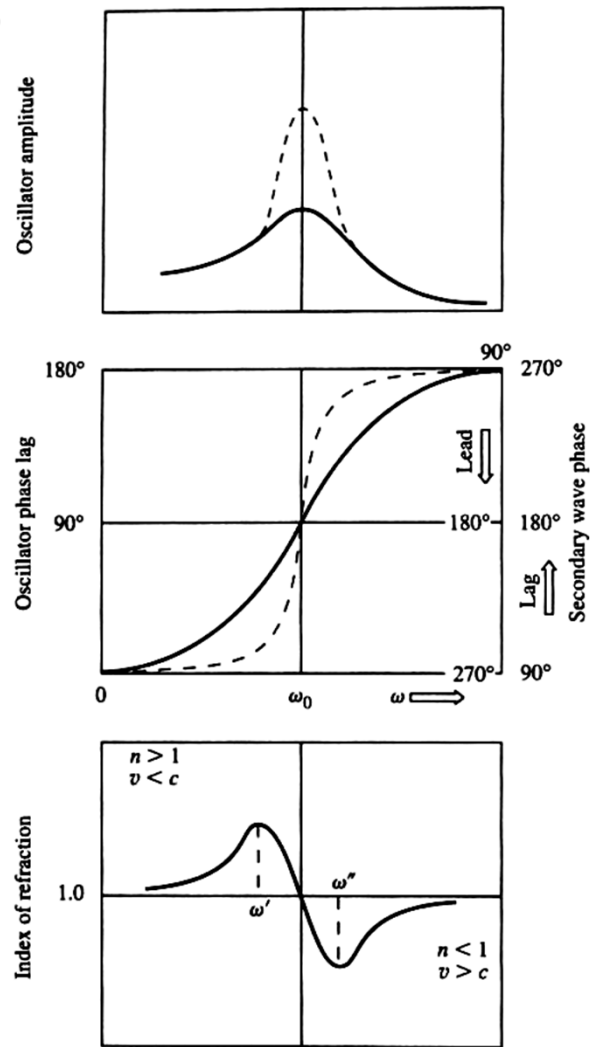 Oscillator amplitude
90°
180°
270°
Oscillator phase lag
Lead
Secondary wave phase
90°
180°
180°
Lag
270°
90°
0
ω₀
ω
n > 1
v < c
Index of refraction
1.0
ω′
ω″
n < 1
v > c